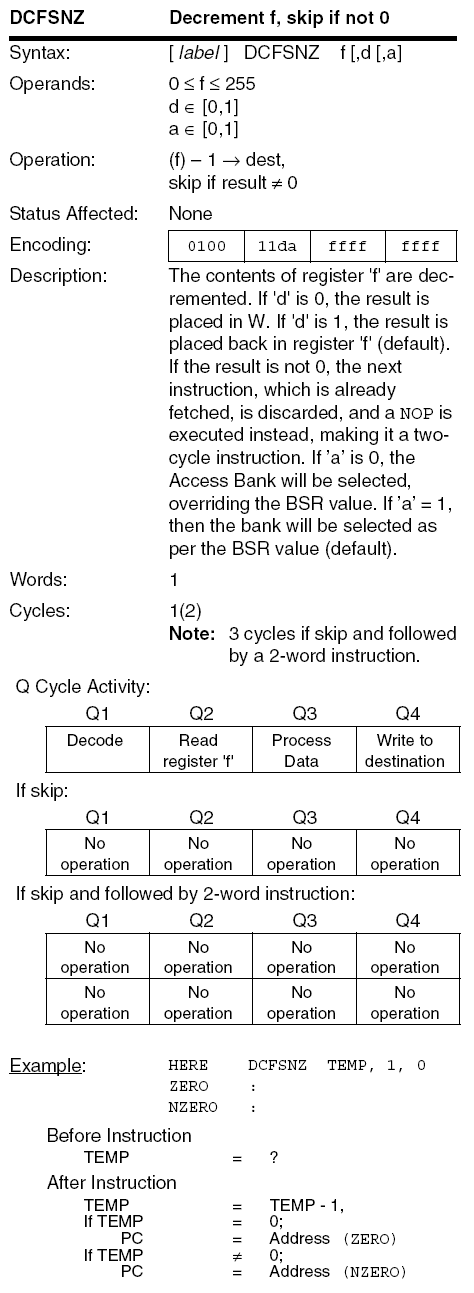 DCFSNZ Decrement f, skip if not 0
Syntax: [ label ] DCFSNZ f [,d [,a]
Operands: 0 ≤ f ≤ 255
d ∈ [0,1]
a ∈ [0,1]
Operation: (f) – 1 → dest,
skip if result ≠ 0
Status Affected: None
Encoding: 0100 11da ffff ffff
Description: The contents of register 'f' are dec-
remented. If 'd' is 0, the result is
placed in W. If 'd' is 1, the result is
placed back in register 'f' (default).
If the result is not 0, the next
instruction, which is already
fetched, is discarded, and a NOP is
executed instead, making it a two-
cycle instruction. If ’a’ is 0, the
Access Bank will be selected,
overriding the BSR value. If ’a’ = 1,
then the bank will be selected as
per the BSR value (default).
Words: 1
Cycles: 1(2)
Note: 3 cycles if skip and followed
by a 2-word instruction.
Q Cycle Activity:
Q1 Q2 Q3 Q4
Decode Read Process Write to
register 'f' Data destination
If skip:
Q1 Q2 Q3 Q4
No No No No
operation operation operation operation
If skip and followed by 2-word instruction:
Q1 Q2 Q3 Q4
No No No No
operation operation operation operation
No No No No
operation operation operation operation
Example: HERE DCFSNZ TEMP, 1, 0
ZERO :
NZERO :
Before Instruction
TEMP = ?
After Instruction
TEMP = TEMP - 1,
If TEMP = 0;
PC = Address (ZERO)
If TEMP ≠ 0;
PC = Address (NZERO)